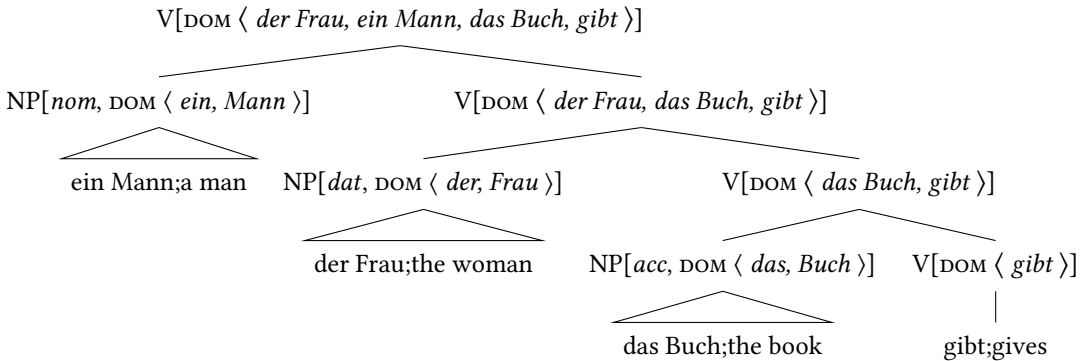 V[DOM ⟨ der Frau, ein Mann, das Buch, gibt ⟩]
NP[nom, DOM ⟨ ein, Mann ⟩] V[DOM ⟨ der Frau, das Buch, gibt ⟩]
ein Mann;a man NP[dat, DOM ⟨ der, Frau ⟩] V[DOM ⟨ das Buch, gibt ⟩]
der Frau;the woman NP[acc, DOM ⟨ das, Buch ⟩] V[DOM ⟨ gibt ⟩]
das Buch;the book gibt;gives